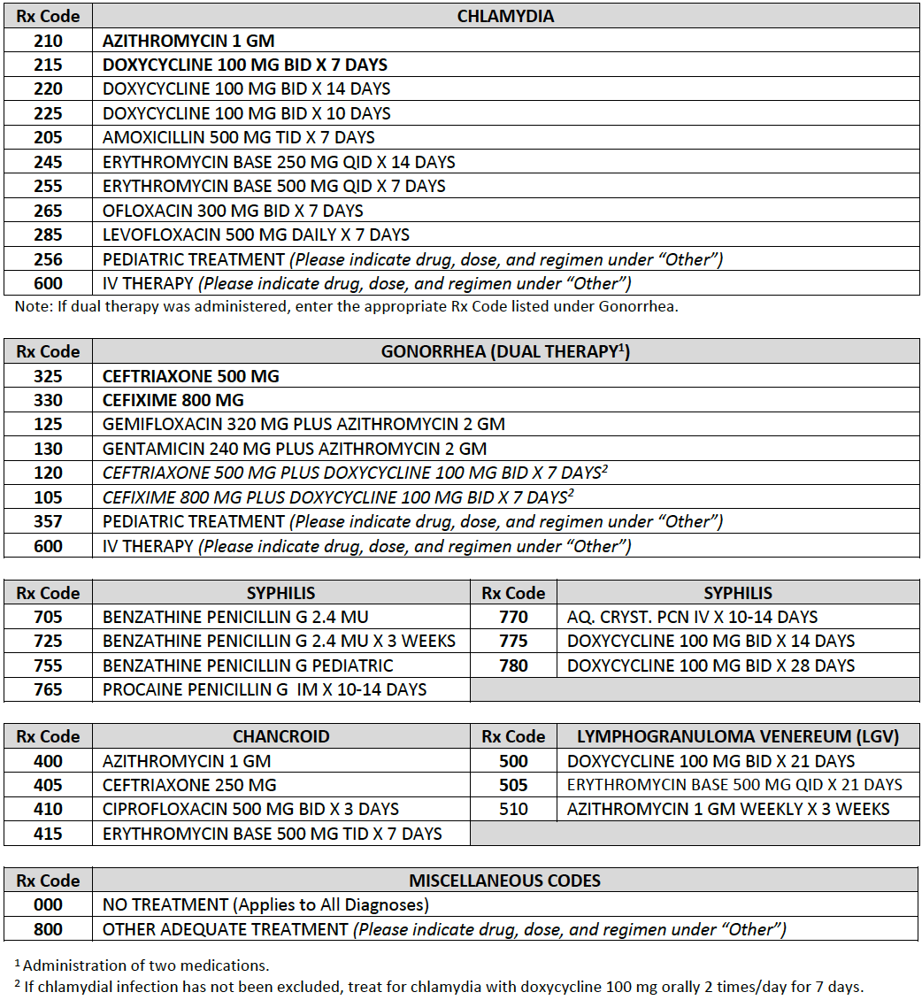 Rx Code CHLAMYDIA
210 AZITHROMYCIN 1 GM
215 DOXYCYCLINE 100 MG BID X 7 DAYS
220 DOXYCYCLINE 100 MG BID X 14 DAYS
225 DOXYCYCLINE 100 MG BID X 10 DAYS
205 AMOXICILLIN 500 MG TID X 7 DAYS
245 ERYTHROMYCIN BASE 250 MG QID X 14 DAYS
255 ERYTHROMYCIN BASE 500 MG QID X 7 DAYS
265 OFLOXACIN 300 MG BID X 7 DAYS
285 LEVOFLOXACIN 500 MG DAILY X 7 DAYS
256 PEDIATRIC TREATMENT (Please indicate drug, dose, and regimen under “Other”)
600 IV THERAPY (Please indicate drug, dose, and regimen under “Other”)
Note: If dual therapy was administered, enter the appropriate Rx Code listed under Gonorrhea.
Rx Code GONORRHEA (DUAL THERAPY¹)
325 CEFTRIAXONE 500 MG
330 CEFIXIME 800 MG
125 GEMIFLOXACIN 320 MG PLUS AZITHROMYCIN 2 GM
130 GENTAMICIN 240 MG PLUS AZITHROMYCIN 2 GM
120 CEFTRIAXONE 500 MG PLUS DOXYCYCLINE 100 MG BID X 7 DAYS²
105 CEFIXIME 800 MG PLUS DOXYCYCLINE 100 MG BID X 7 DAYS²
357 PEDIATRIC TREATMENT (Please indicate drug, dose, and regimen under “Other”)
600 IV THERAPY (Please indicate drug, dose, and regimen under “Other”)
Rx Code SYPHILIS Rx Code SYPHILIS
705 BENZATHINE PENICILLIN G 2.4 MU 770 AQ. CRYST. PCN IV X 10-14 DAYS
725 BENZATHINE PENICILLIN G 2.4 MU X 3 WEEKS 775 DOXYCYCLINE 100 MG BID X 14 DAYS
755 BENZATHINE PENICILLIN G PEDIATRIC 780 DOXYCYCLINE 100 MG BID X 28 DAYS
765 PROCAINE PENICILLIN G IM X 10-14 DAYS
Rx Code CHANCROID Rx Code LYMPHOGRANULOMA VENEREUM (LGV)
400 AZITHROMYCIN 1 GM 500 DOXYCYCLINE 100 MG BID X 21 DAYS
405 CEFTRIAXONE 250 MG 505 ERYTHROMYCIN BASE 500 MG QID X 21 DAYS
410 CIPROFLOXACIN 500 MG BID X 3 DAYS 510 AZITHROMYCIN 1 GM WEEKLY X 3 WEEKS
415 ERYTHROMYCIN BASE 500 MG TID X 7 DAYS
Rx Code MISCELLANEOUS CODES
000 NO TREATMENT (Applies to All Diagnoses)
800 OTHER ADEQUATE TREATMENT (Please indicate drug, dose, and regimen under “Other”)
¹ Administration of two medications.
² If chlamydial infection has not been excluded, treat for chlamydia with doxycycline 100 mg orally 2 times/day for 7 days.